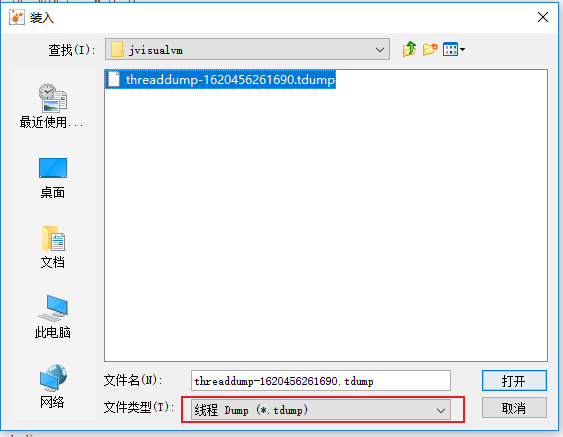 装入
查找(I):
jvisualvm
threaddump-1620456261690.tdump
最近使用...
桌面
文档
此电脑
网络
文件名(N):
threaddump-1620456261690.tdump
打开
文件类型(T):
线程 Dump (*.tdump)
取消